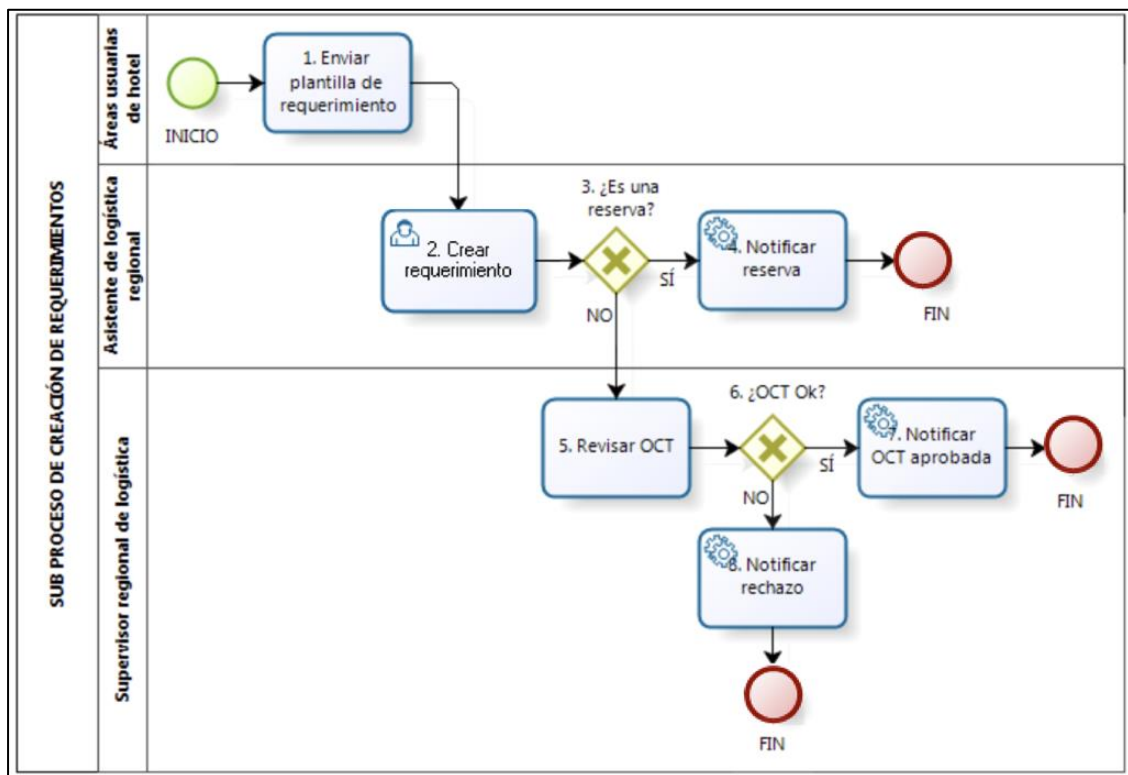 SUB PROCESO DE CREACIÓN DE REQUERIMIENTOS
Áreas usuarias
de hotel
INICIO
1. Enviar
plantilla de
requerimiento
Asistente de logística
regional
2. Crear
requerimiento
3. ¿Es una
reserva?
SÍ
NO
4. Notificar
reserva
FIN
Supervisor regional de logística
5. Revisar OCT
6. ¿OCT Ok?
SÍ
NO
7. Notificar
OCT aprobada
FIN
8. Notificar
rechazo
FIN